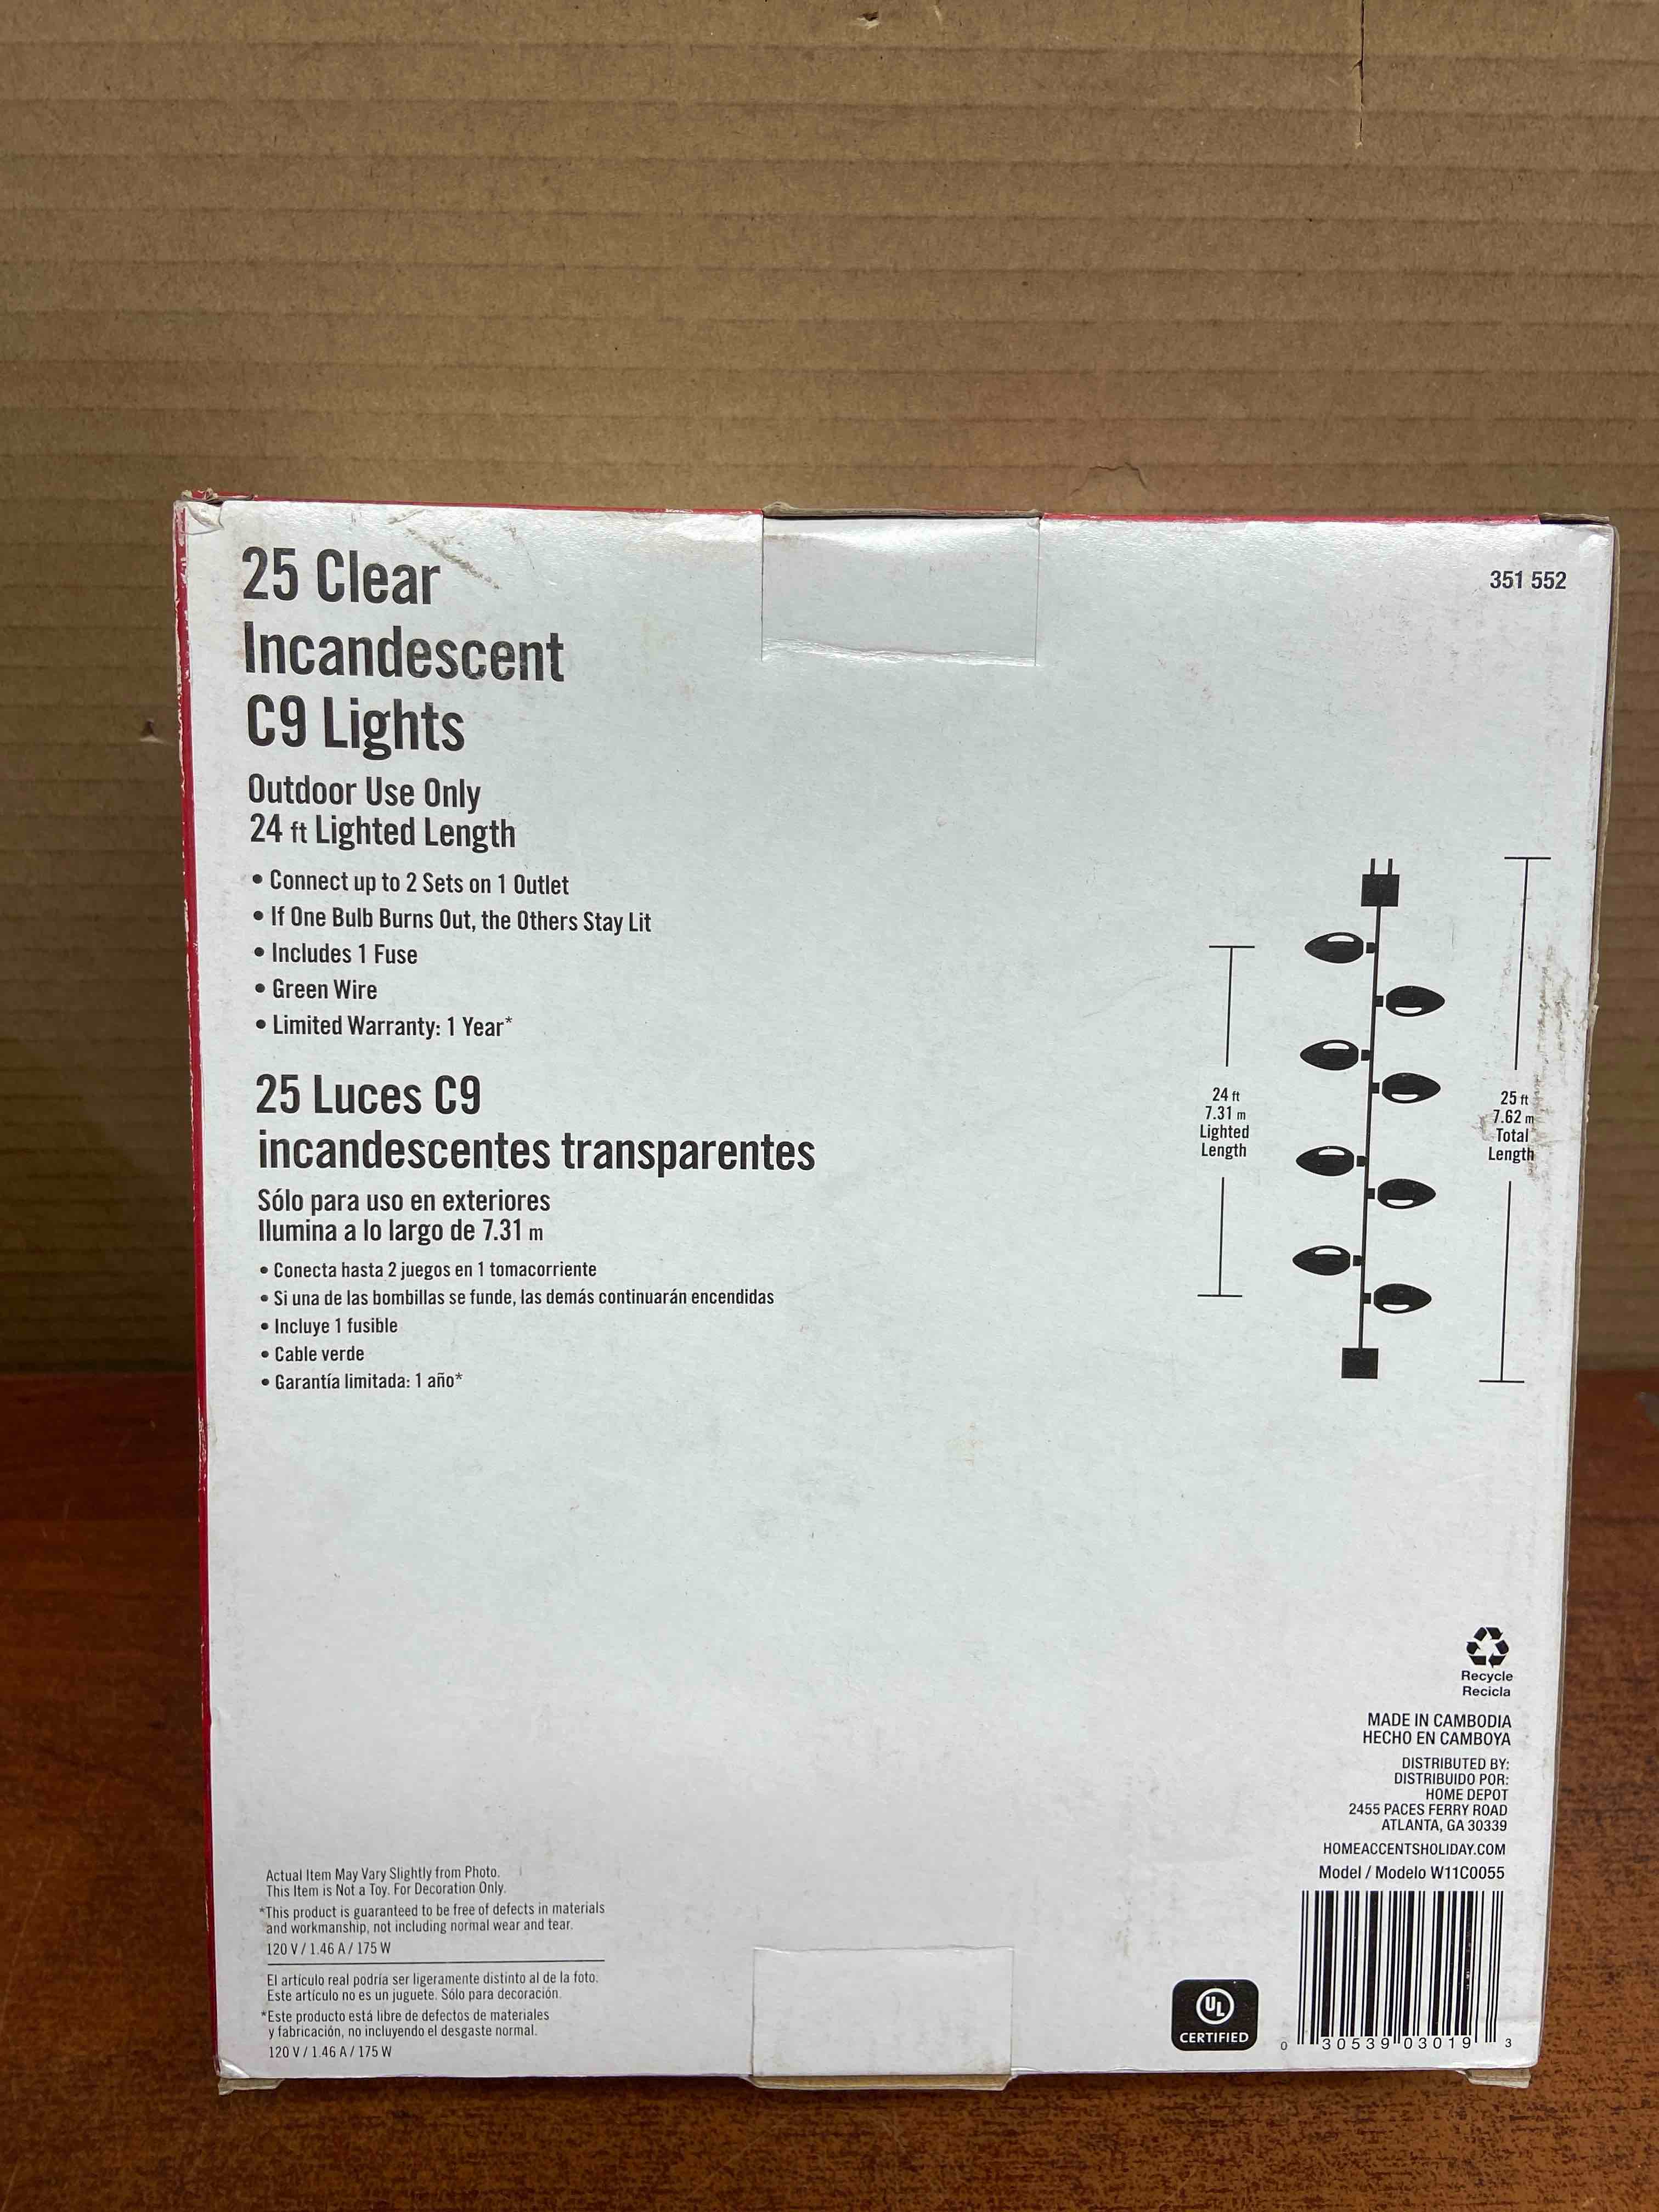 25 Clear
Incandescent
C9 Lights
351 552
Outdoor Use Only
24 ft Lighted Length
• Connect up to 2 Sets on 1 Outlet
• If One Bulb Burns Out, the Others Stay Lit
• Includes 1 Fuse
• Green Wire
• Limited Warranty: 1 Year*
25 Luces C9
incandescentes transparentes
Sólo para uso en exteriores
Ilumina a lo largo de 7.31 m
• Conecta hasta 2 juegos en 1 tomacorriente
• Si una de las bombillas se funde, las demás continuarán encendidas
• Incluye 1 fusible
• Cable verde
• Garantía limitada: 1 año*
24 ft
7.31 m
Lighted
Length
25 ft
7.62 m
Total
Length
Recycle
Recicla
MADE IN CAMBODIA
HECHO EN CAMBOYA
DISTRIBUTED BY:
DISTRIBUIDO POR:
HOME DEPOT
2455 PACES FERRY ROAD
ATLANTA, GA 30339
HOMEACCENTSHOLIDAY.COM
Model / Modelo W11C0055
Actual Item May Vary Slightly from Photo.
This Item is Not a Toy. For Decoration Only.
*This product is guaranteed to be free of defects in materials
and workmanship, not including normal wear and tear.
120 V / 1.46 A / 175 W
El artículo real podría ser ligeramente distinto al de la foto.
Este artículo no es un juguete. Sólo para decoración.
*Este producto está libre de defectos de materiales
y fabricación, no incluyendo el desgaste normal.
120 V / 1.46 A / 175 W
UL
CERTIFIED
0 30539 03019 3